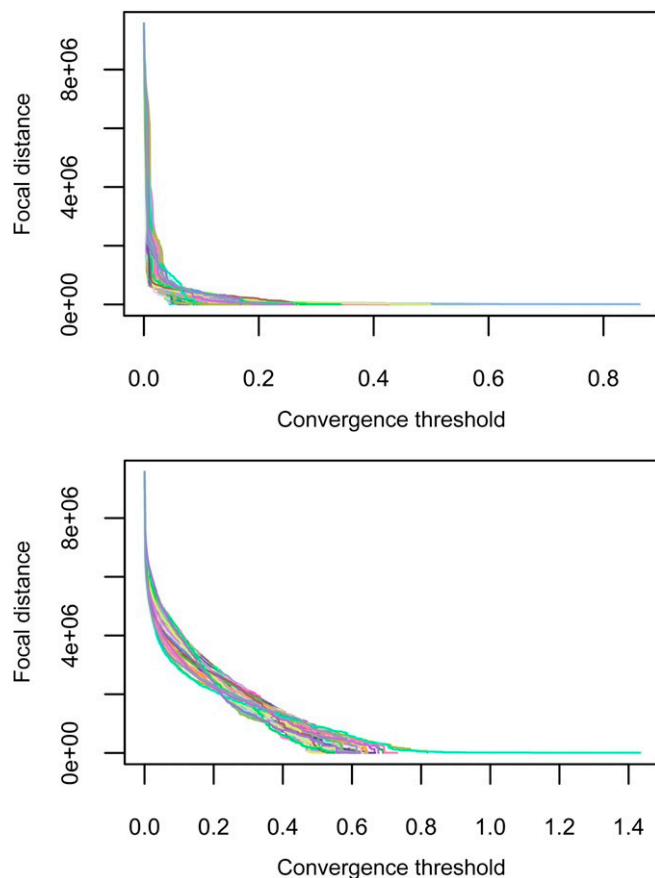 Focal distance
8e+06
4e+06
0e+00
0.0 0.2 0.4 0.6 0.8
Convergence threshold
Focal distance
8e+06
4e+06
0e+00
0.0 0.2 0.4 0.6 0.8 1.0 1.2 1.4
Convergence threshold